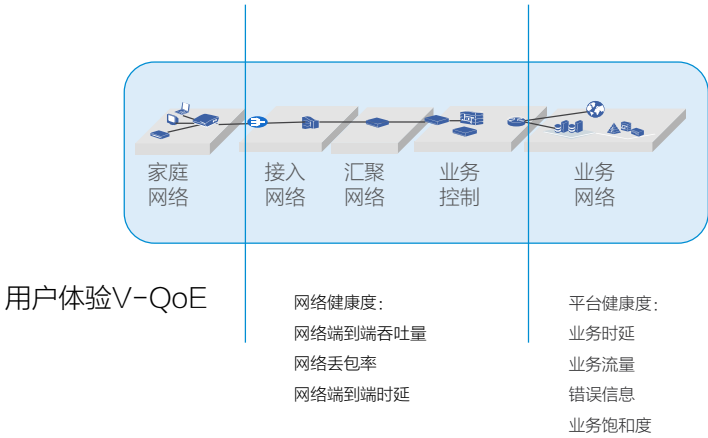 家庭
网络
接入
网络
汇聚
网络
业务
控制
业务
网络
用户体验V-QoE
网络健康度：
网络端到端吞吐量
网络丢包率
网络端到端时延
平台健康度：
业务时延
业务流量
错误信息
业务饱和度